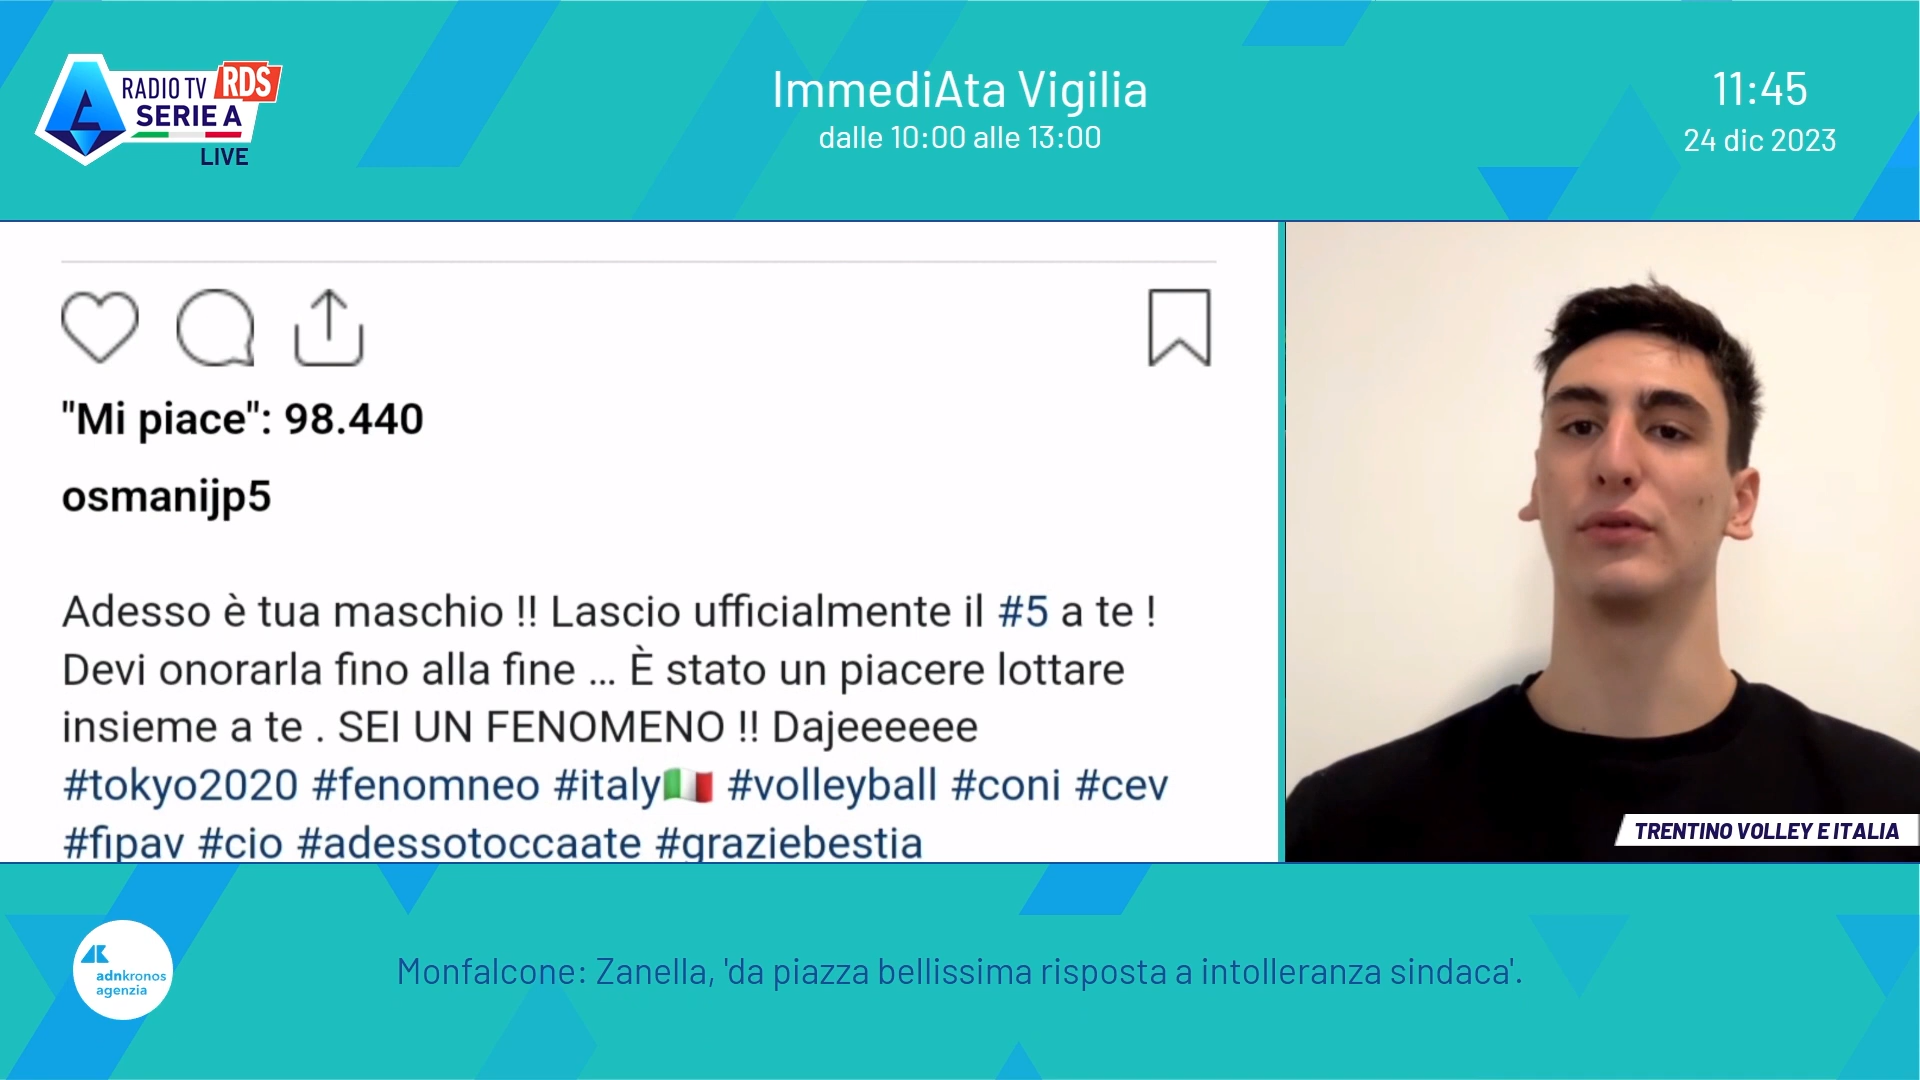 RADIO TV RDS
SERIE A
LIVE
ImmediAta Vigilia
dalle 10:00 alle 13:00
11:45
24 dic 2023
"Mi piace": 98.440
osmanijp5
Adesso è tua maschio !! Lascio ufficialmente il #5 a te !
Devi onorarla fino alla fine ... È stato un piacere lottare
insieme a te . SEI UN FENOMENO !! Dajeeeeee
#tokyo2020 #fenomneo #italy🇮🇹 #volleyball #coni #cev
#fipav #cio #adessotoccaate #graziebestia
TRENTINO VOLLEY E ITALIA
adnkronos
agenzia
Monfalcone: Zanella, 'da piazza bellissima risposta a intolleranza sindaca'.